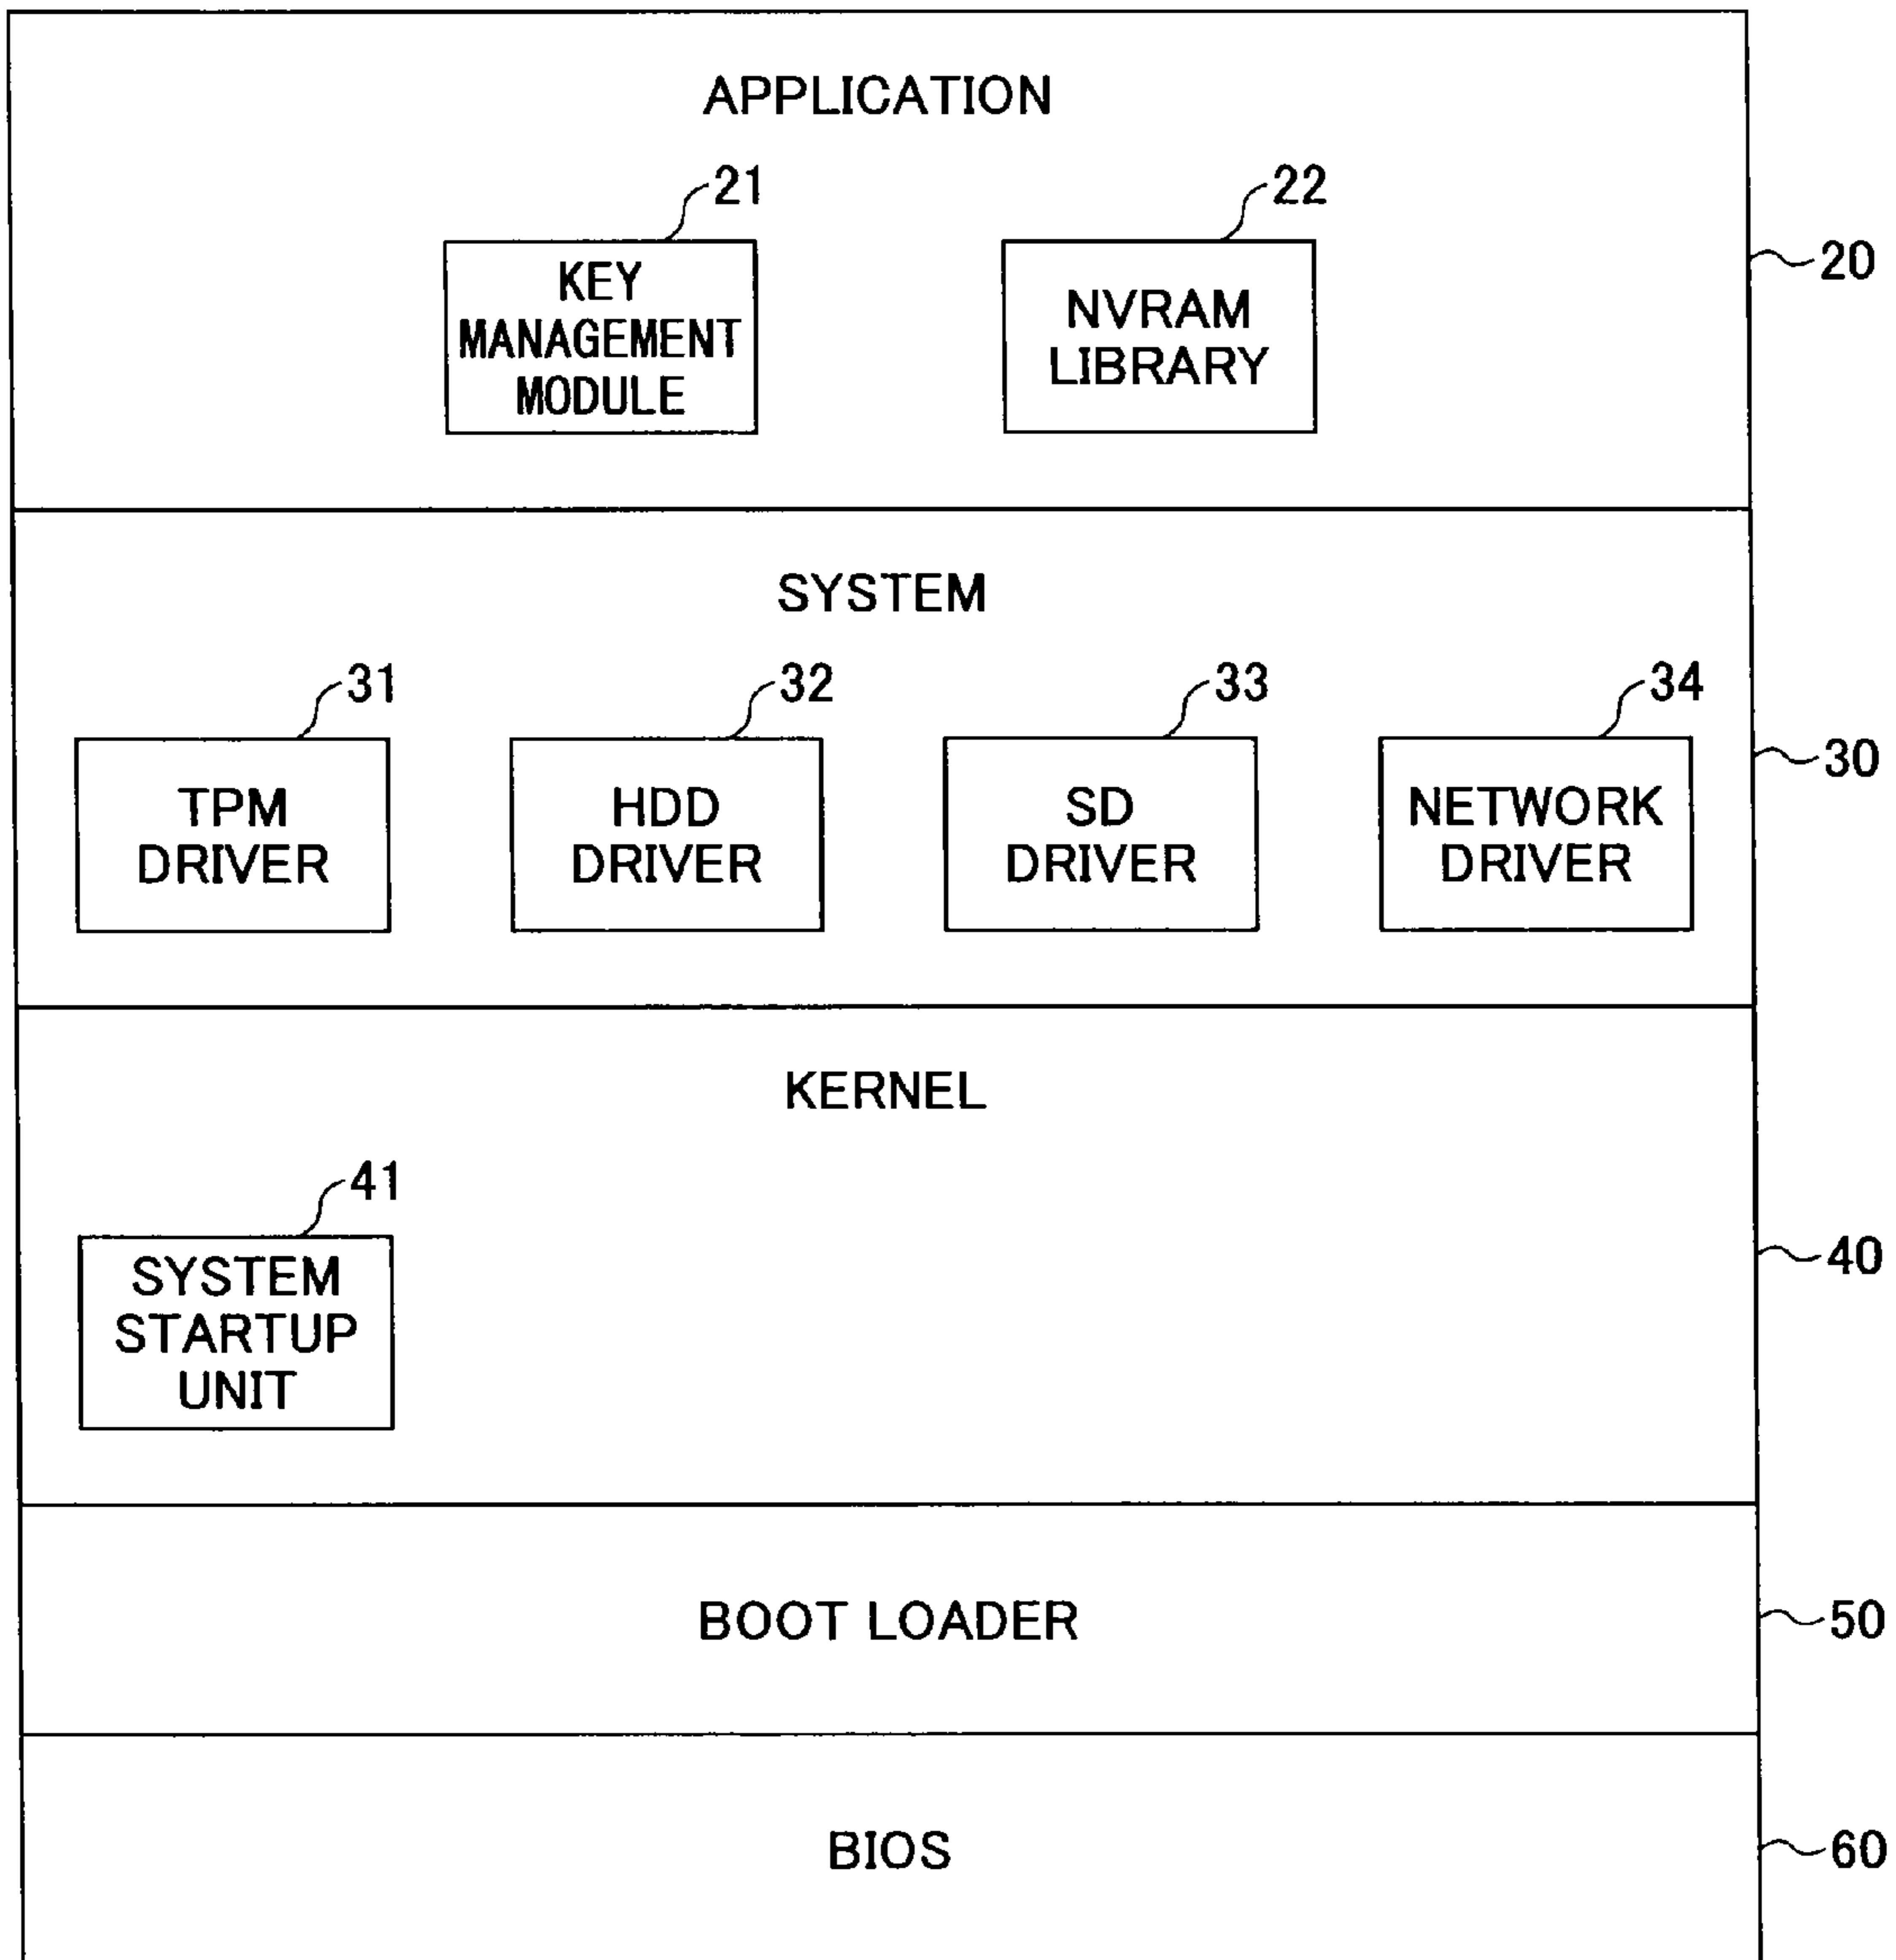 APPLICATION
21
22
KEY
MANAGEMENT
MODULE
NVRAM
LIBRARY
20
SYSTEM
31
32
33
34
TPM
DRIVER
HDD
DRIVER
SD
DRIVER
NETWORK
DRIVER
30
KERNEL
41
SYSTEM
STARTUP
UNIT
40
BOOT LOADER
50
BIOS
60